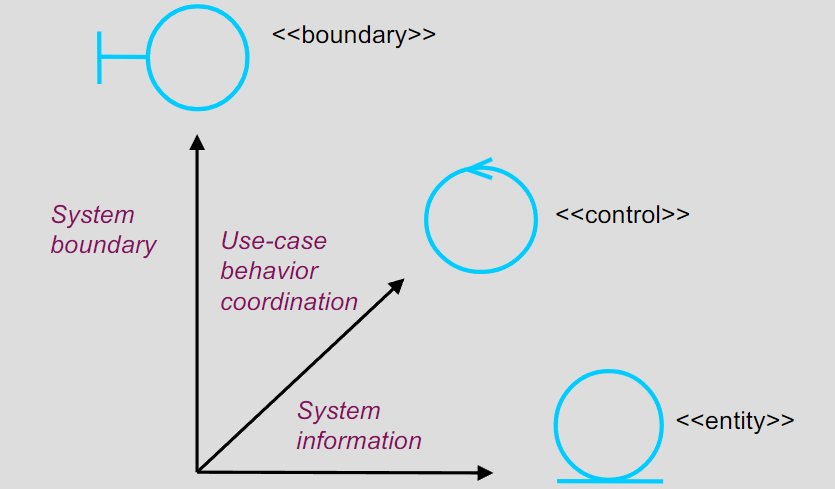 <<boundary>>
System
boundary
Use-case
behavior
coordination
<<control>>
System
information
<<entity>>